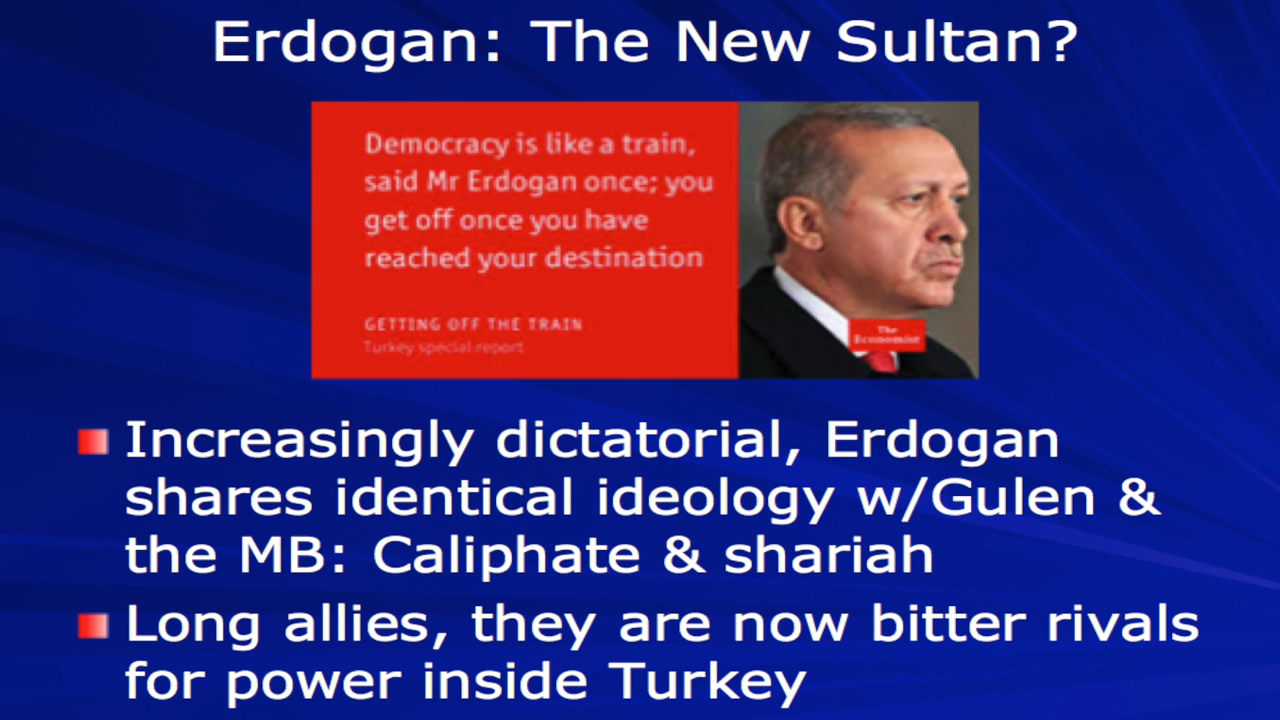 Erdogan: The New Sultan?
Democracy is like a train,
said Mr Erdogan once; you
get off once you have
reached your destination
GETTING OFF THE TRAIN
Turkey special report
The
Economist
Increasingly dictatorial, Erdogan
shares identical ideology w/Gulen &
the MB: Caliphate & shariah
Long allies, they are now bitter rivals
for power inside Turkey